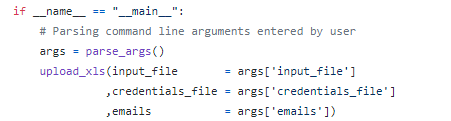 if __name__ == "__main__":
    # Parsing command line arguments entered by user
    args = parse_args()
    upload_xls(input_file       = args['input_file']
              ,credentials_file = args['credentials_file']
              ,emails           = args['emails'])